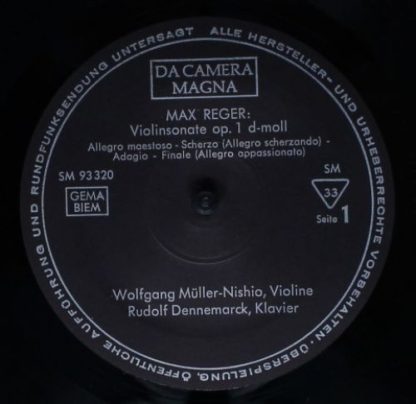 ALLE HERSTELLER- UND URHEBERRECHTE VORBEHALTEN · ÜBERSPIELUNG, ÖFFENTLICHE AUFFÜHRUNG UND RUNDFUNKSENDUNG UNTERSAGT
DA CAMERA
MAGNA
MAX REGER:
Violinsonate op. 1 d-moll
Allegro maestoso - Scherzo (Allegro scherzando) -
Adagio - Finale (Allegro appassionato)
SM 93320
GEMA
BIEM
SM
33
Seite 1
Wolfgang Müller-Nishio, Violine
Rudolf Dennemarck, Klavier